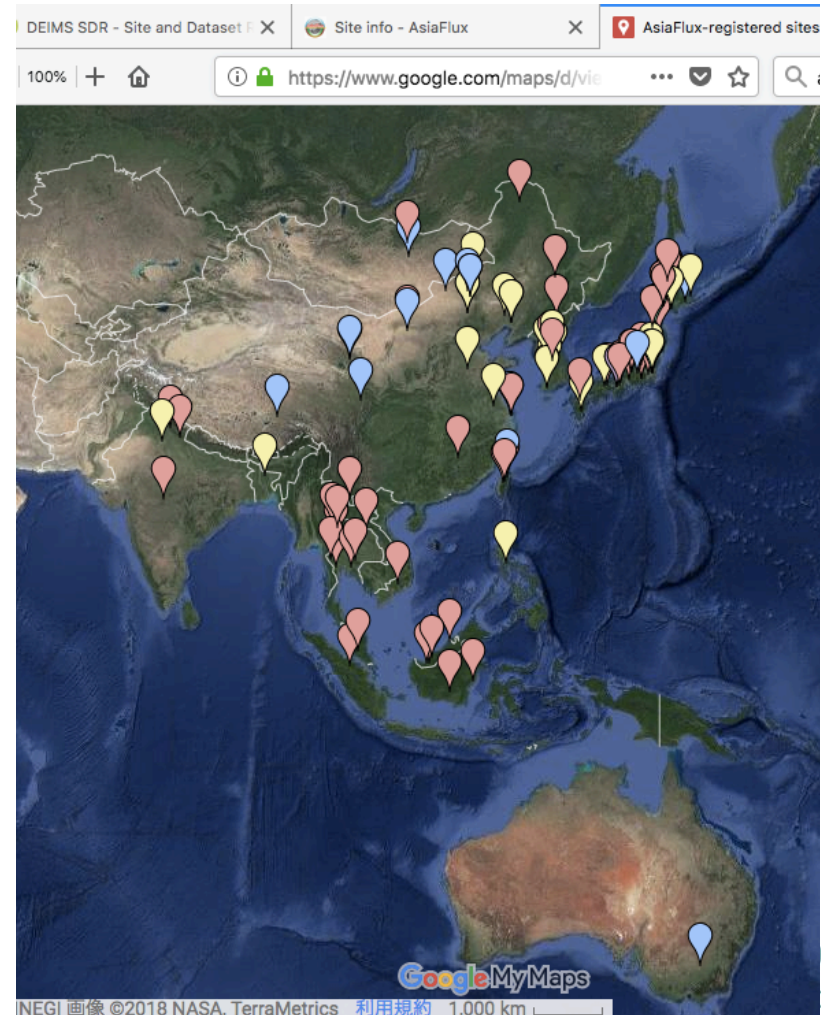 DEIMS SDR - Site and Dataset Site info - AsiaFlux AsiaFlux-registered sites
100% https://www.google.com/maps/d/vie
Google My Maps
INEGI 画像 ©2018 NASA, TerraMetrics 利用規約 1,000 km